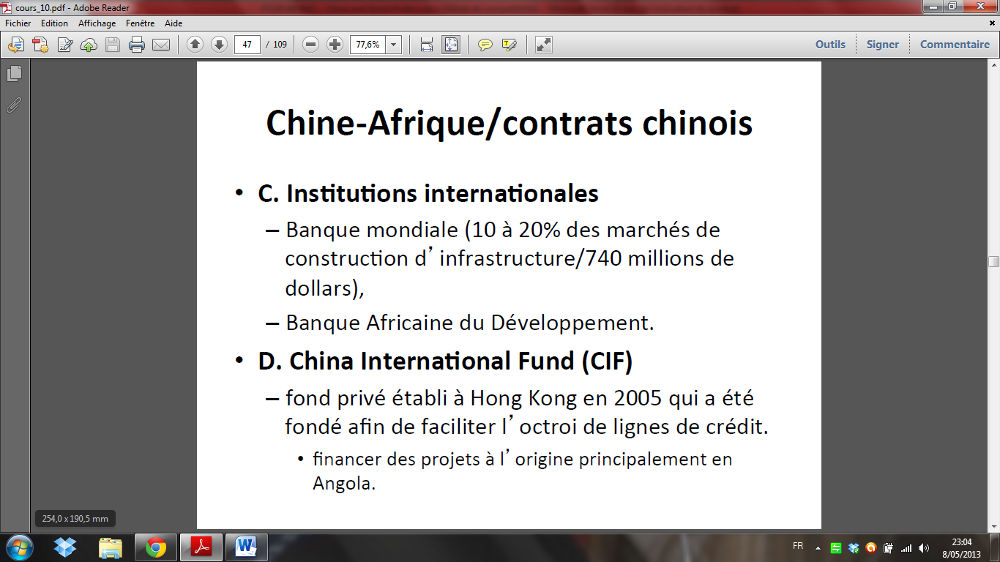 cours_10.pdf - Adobe Reader
Fichier Edition Affichage Fenêtre Aide
47 / 109 77,6% Outils Signer Commentaire
Chine-Afrique/contrats chinois
• C. Institutions internationales
– Banque mondiale (10 à 20% des marchés de
construction d’ infrastructure/740 millions de
dollars),
– Banque Africaine du Développement.
• D. China International Fund (CIF)
– fond privé établi à Hong Kong en 2005 qui a été
fondé afin de faciliter l’ octroi de lignes de crédit.
• financer des projets à l’ origine principalement en
Angola.
254,0 x 190,5 mm
FR 23:04
8/05/2013